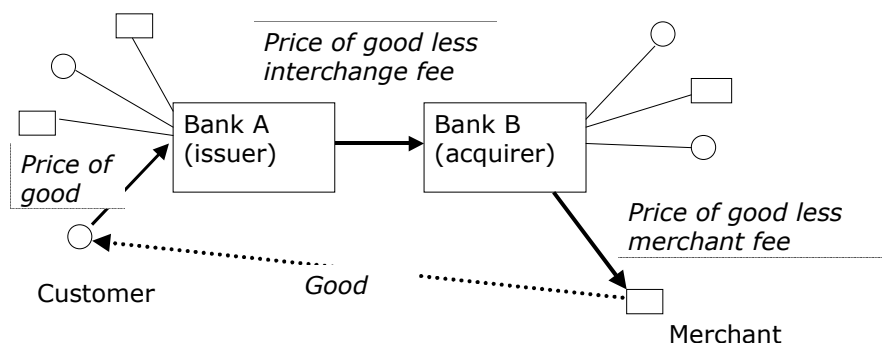 Price of good less
interchange fee
Bank A
(issuer)
Bank B
(acquirer)
Price of
good
Price of good less
merchant fee
Good
Customer
Merchant